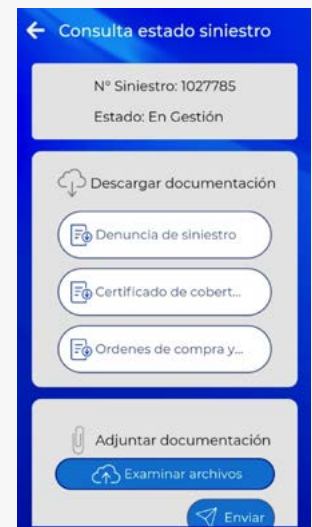 Consulta estado siniestro
N° Siniestro: 1027785
Estado: En Gestión
Descargar documentación
Denuncia de siniestro
Certificado de cobert...
Ordenes de compra y...
Adjuntar documentación
Examinar archivos
Enviar